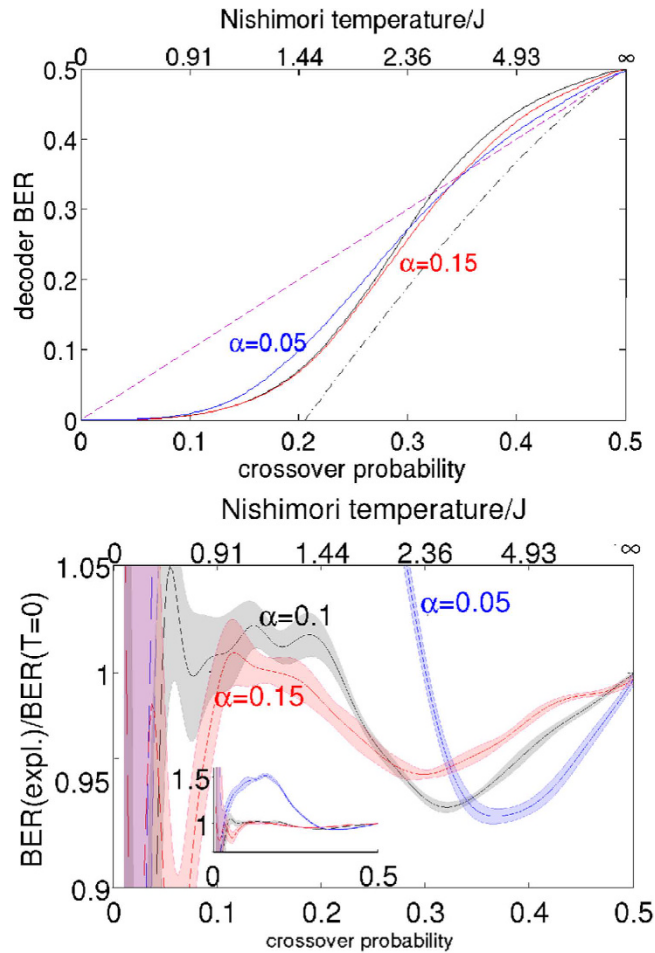 Nishimori temperature/J
0 0.91 1.44 2.36 4.93 ∞
0.5
0.4
0.3
0.2
0.1
0
decoder BER
α=0.05
α=0.15
0 0.1 0.2 0.3 0.4 0.5
crossover probability
Nishimori temperature/J
0 0.91 1.44 2.36 4.93 ∞
1.05
1
0.95
0.9
BER(expl.)/BER(T=0)
α=0.1
α=0.05
α=0.15
1.5
1
0 0.5
0 0.1 0.2 0.3 0.4 0.5
crossover probability